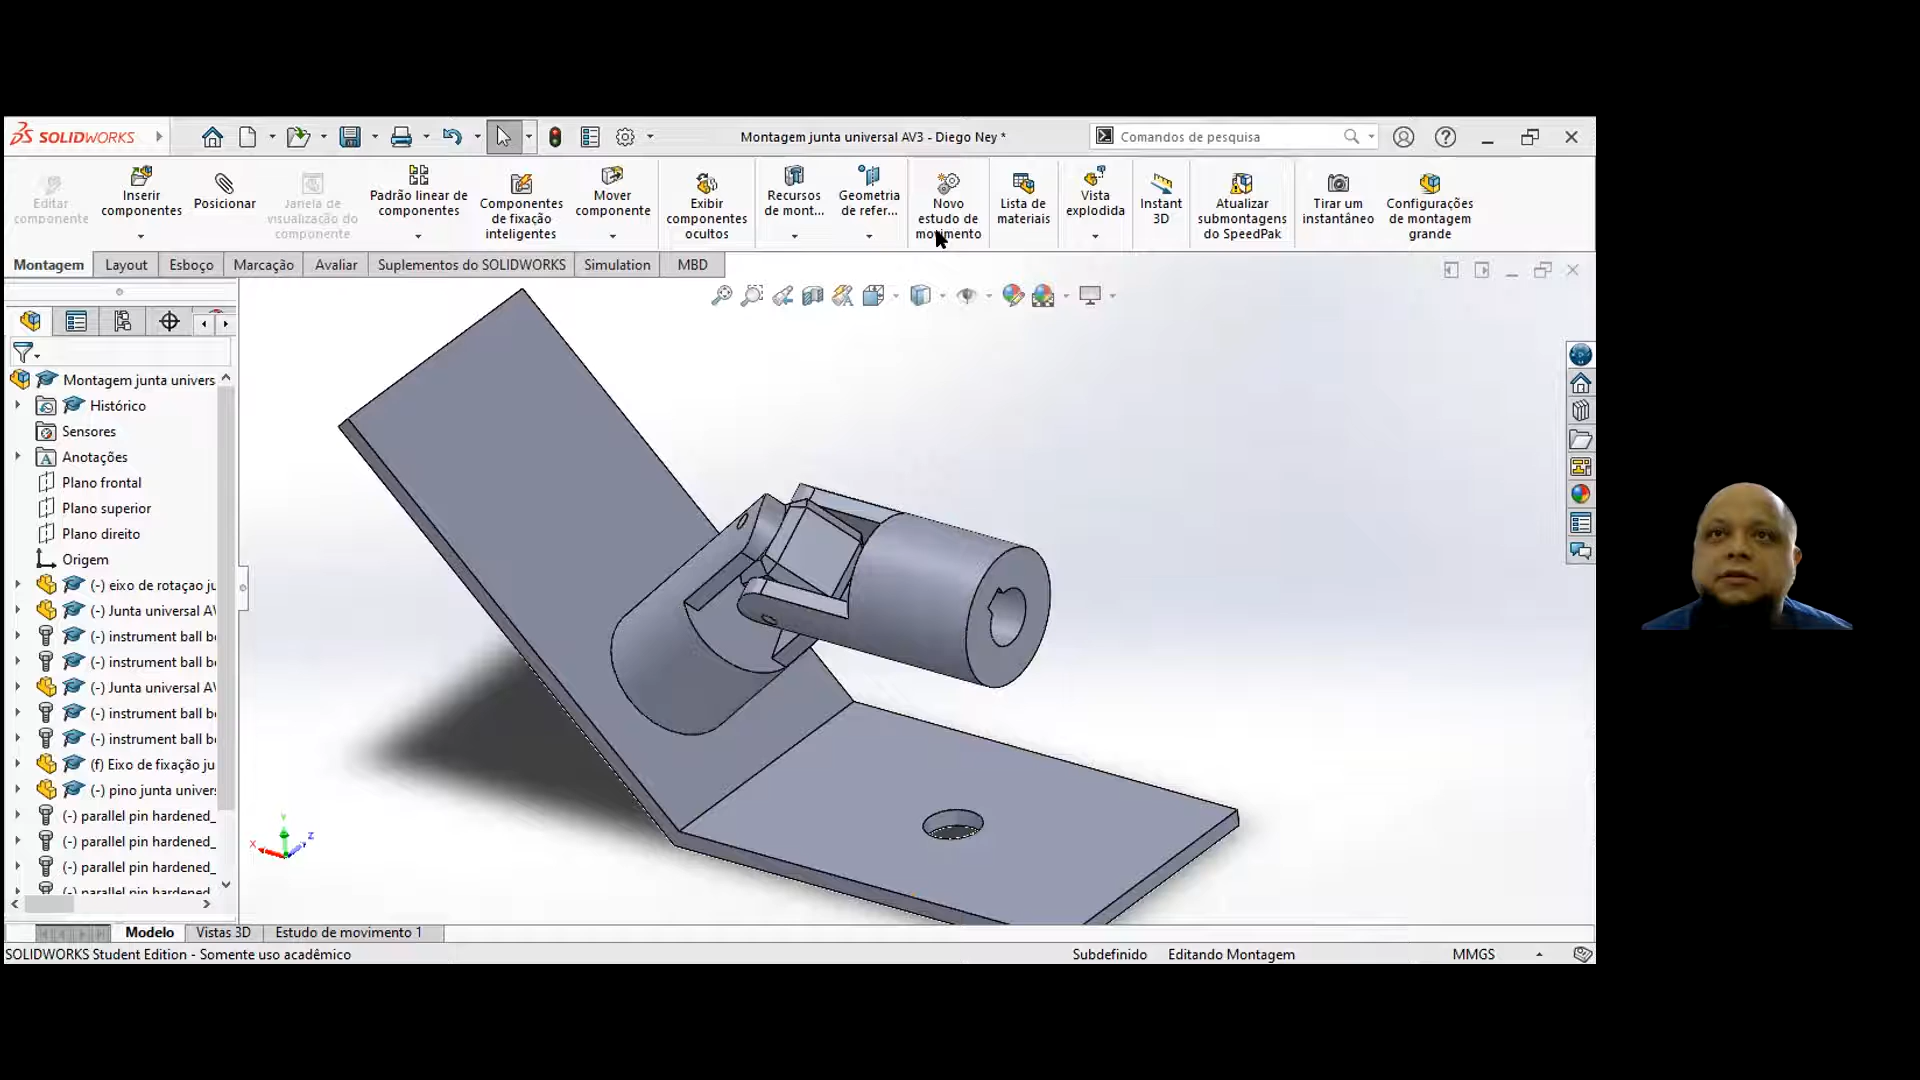 SOLIDWORKS
Montagem junta universal AV3 - Diego Ney *
Comandos de pesquisa
Editar
componente
Inserir
componentes
Posicionar
Janela de
visualização do
componente
Padrão linear de
componentes
Componentes
de fixação
inteligentes
Mover
componente
Exibir
componentes
ocultos
Recursos
de mont...
Geometria
de refer...
Novo
estudo de
movimento
Lista de
materiais
Vista
explodida
Instant
3D
Atualizar
submontagens
do SpeedPak
Tirar um
instantâneo
Configurações
de montagem
grande
Montagem
Layout
Esboço
Marcação
Avaliar
Suplementos do SOLIDWORKS
Simulation
MBD
Montagem junta univers
Histórico
Sensores
Anotações
Plano frontal
Plano superior
Plano direito
Origem
(-) eixo de rotaçao ju
(-) Junta universal AV
(-) instrument ball b
(-) instrument ball b
(-) Junta universal AV
(-) instrument ball b
(-) instrument ball b
(f) Eixo de fixação ju
(-) pino junta univer
(-) parallel pin hardened_
(-) parallel pin hardened_
(-) parallel pin hardened_
(-) parallel pin hardened_
Y
X
Z
Modelo
Vistas 3D
Estudo de movimento 1
SOLIDWORKS Student Edition - Somente uso acadêmico
Subdefinido
Editando Montagem
MMGS